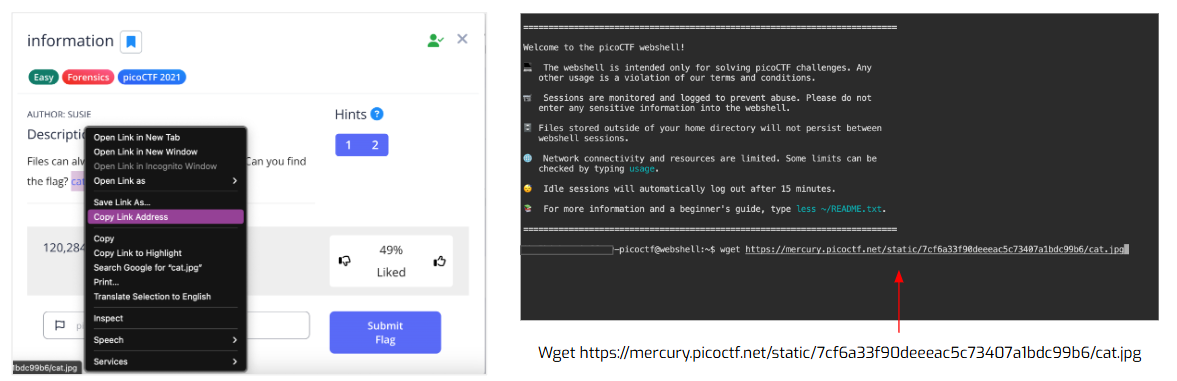 information
Easy Forensics picoCTF 2021
AUTHOR: SUSIE
Hints ?
1 2
Files can
Can you find
the flag?
Open Link in New Tab
Open Link in New Window
Open Link in Incognito Window
Open Link as
Save Link As...
Copy Link Address
Copy
Copy Link to Highlight
Search Google for "cat.jpg"
Print...
Translate Selection to English
Inspect
Speech
Services
120,284
49%
Liked
Submit
Flag
1bdc99b6/cat.jpg
Welcome to the picoCTF webshell!
The webshell is intended only for solving picoCTF challenges. Any
other usage is a violation of our terms and conditions.
Sessions are monitored and logged to prevent abuse. Please do not
enter any sensitive information into the webshell.
Files stored outside of your home directory will not persist between
webshell sessions.
Network connectivity and resources are limited. Some limits can be
checked by typing usage.
Idle sessions will automatically log out after 15 minutes.
For more information and a beginner's guide, type less ~/README.txt.
-picoctf@webshell:~$ wget https://mercury.picoctf.net/static/7cf6a33f90deeeac5c73407a1bdc99b6/cat.jpg
Wget https://mercury.picoctf.net/static/7cf6a33f90deeeac5c73407a1bdc99b6/cat.jpg